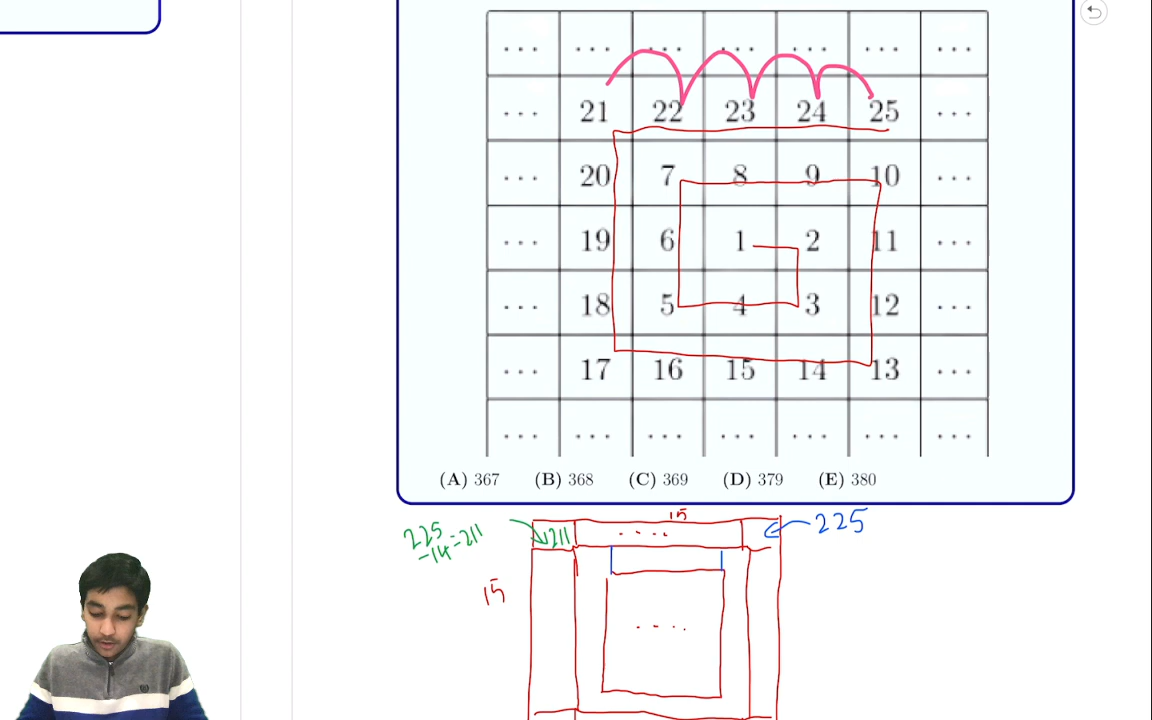 ... ... ... ... ... ... ...
... 21 22 23 24 25 ...
... 20 7 8 9 10 ...
... 19 6 1 2 11 ...
... 18 5 4 3 12 ...
... 17 16 15 14 13 ...
... ... ... ... ... ... ...
(A) 367 (B) 368 (C) 369 (D) 379 (E) 380
15
225
225
-14=211
211
....
15
....